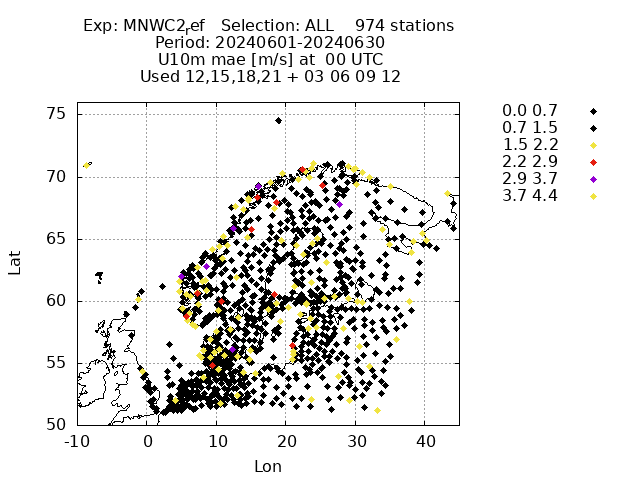 Exp: MNWC2ref   Selection: ALL    974 stations
Period: 20240601-20240630
U10m mae [m/s] at  00 UTC
Used 12,15,18,21 + 03 06 09 12
75
70
65
60
55
50
-10 0 10 20 30 40
Lat
Lon
0.0 0.7
0.7 1.5
1.5 2.2
2.2 2.9
2.9 3.7
3.7 4.4